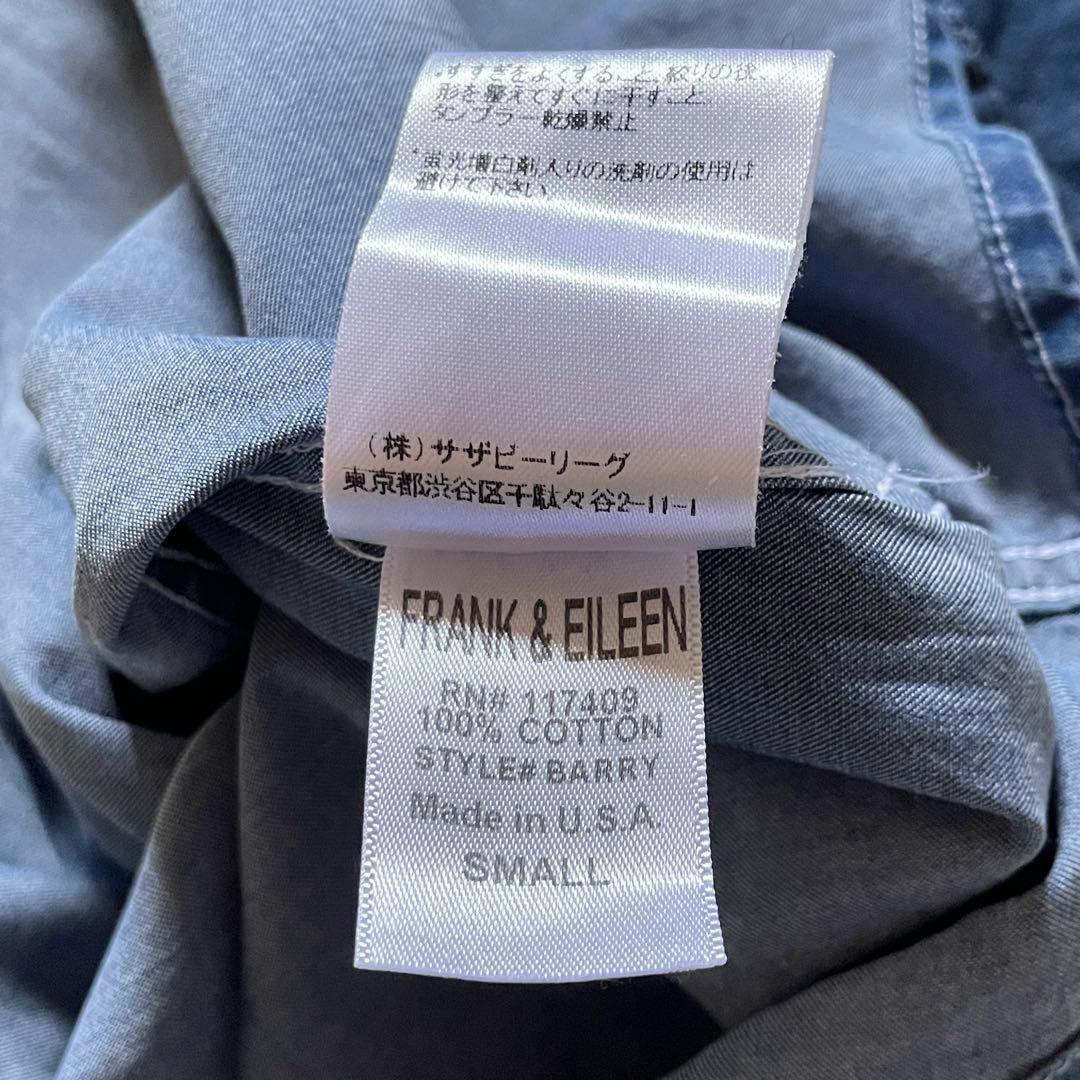 *すすぎをよくすること、絞りの後、
形を整えてすぐに干すこと、
タンブラー乾燥禁止
*蛍光増白剤入りの洗剤の使用は
避けて下さい
(株)サザビーリーグ
東京都渋谷区千駄々谷2-11-1
FRANK & EILEEN
RN# 117409
100% COTTON
STYLE# BARRY
Made in U.S.A.
SMALL